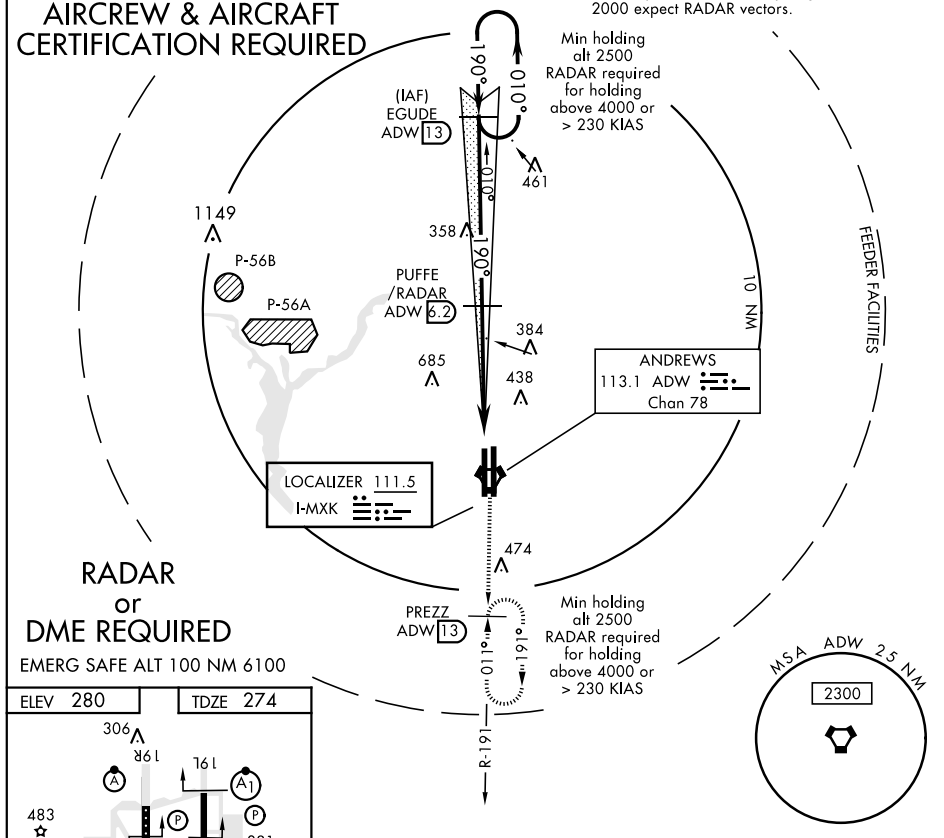 AIRCREW & AIRCRAFT
CERTIFICATION REQUIRED
2000 expect RADAR vectors.
Min holding
alt 2500
RADAR required
for holding
above 4000 or
> 230 KIAS
190°
010°
(IAF)
EGUDE
ADW 13
461
010°
1149
358
190°
P-56B
P-56A
PUFFE
/RADAR
ADW 6.2
10 NM
FEEDER FACILITIES
384
685
438
ANDREWS
113.1 ADW
Chan 78
LOCALIZER 111.5
I-MXK
474
RADAR
or
DME REQUIRED
EMERG SAFE ALT 100 NM 6100
PREZZ
ADW 13
011°
191°
Min holding
alt 2500
RADAR required
for holding
above 4000 or
> 230 KIAS
R-191
MSA ADW 25 NM
2300
ELEV 280
TDZE 274
306
19R
19L
A
A1
P
P
483